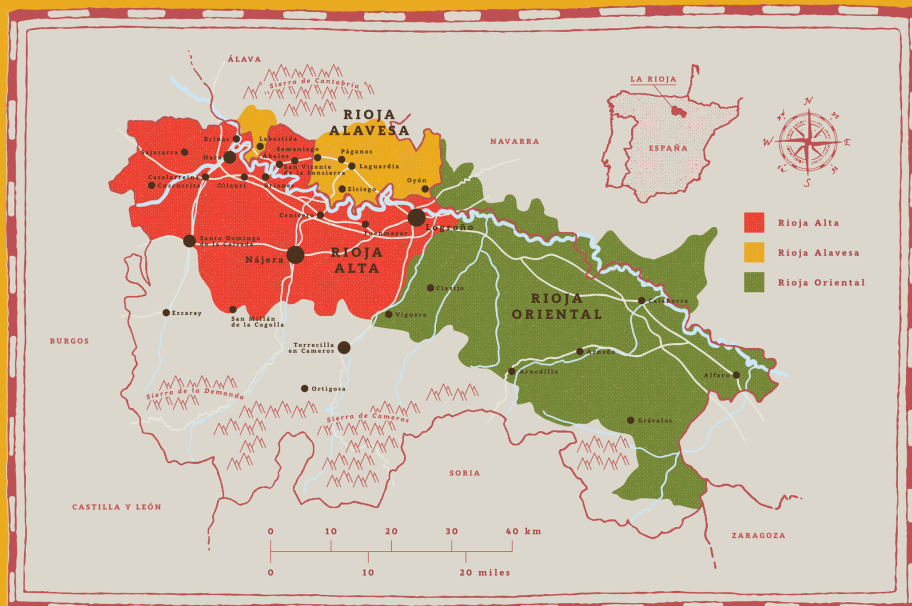 ÁLAVA
Sierra de Cantabria
RIOJA
ALAVESA
NAVARRA
LA RIOJA
ESPAÑA
N
E
S
W
Briñas
Labastida
Sajazarra
Haro
Ábalos
Samaniego
Páganos
San Vicente
de la Sonsierra
Laguardia
Casalarreina
Cuzcurrita
Ollauri
Briones
Elciego
Oyón
Cenicero
Fuenmayor
Logroño
Santo Domingo
de la Calzada
Nájera
RIOJA
ALTA
Rioja Alta
Rioja Alavesa
Rioja Oriental
Clavijo
RIOJA
ORIENTAL
Calahorra
Ezcaray
San Millán
de la Cogolla
Viguera
BURGOS
Torrecilla
en Cameros
Arnedo
Arnedillo
Alfaro
Ortigosa
Sierra de la Demanda
Sierra de Cameros
Grávalos
SORIA
CASTILLA Y LEÓN
ZARAGOZA
0 10 20 30 40 km
0 10 20 miles